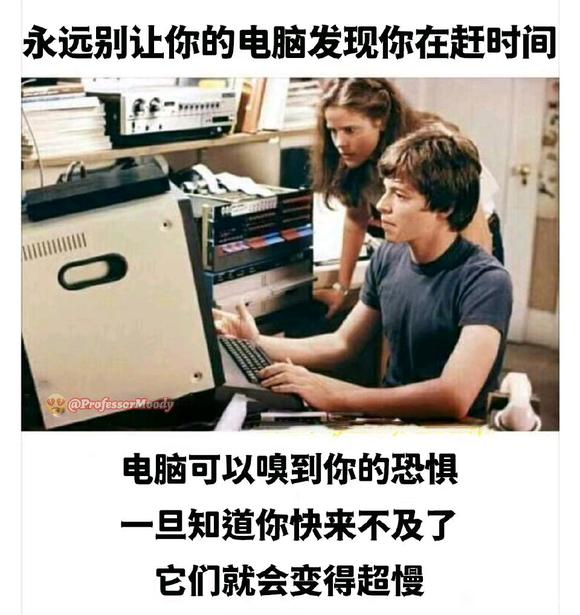 永远别让你的电脑发现你在赶时间
@ProfessorMoody
电脑可以嗅到你的恐惧
一旦知道你快来不及了
它们就会变得超慢